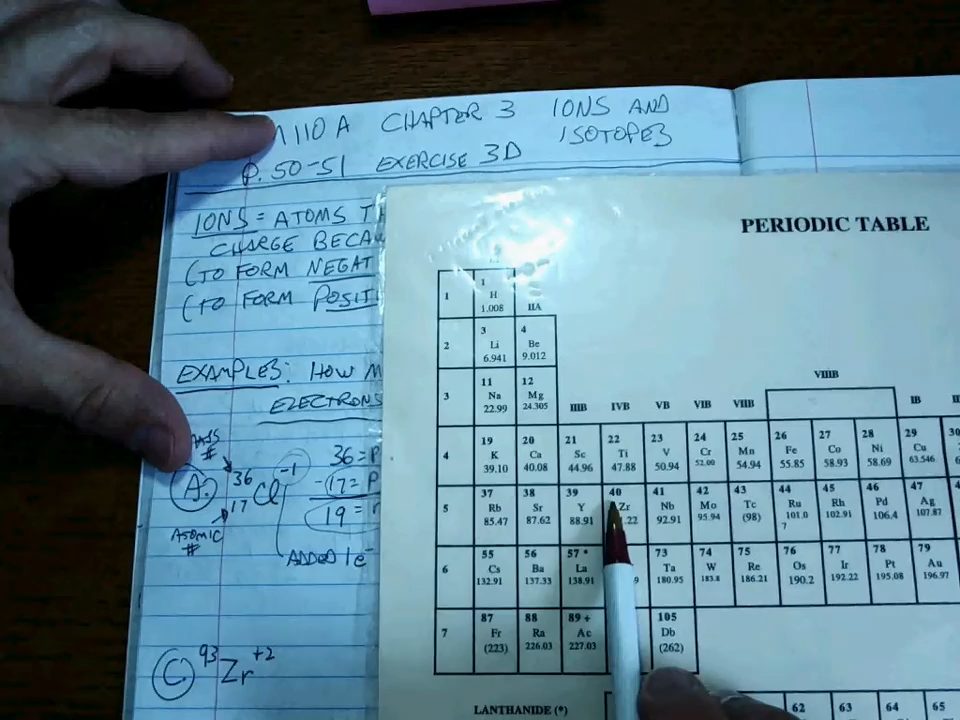 110 A CHAPTER 3 IONS AND ISOTOPES
P. 50-51 EXERCISE 3D
IONS = ATOMS
CHARGE
(TO FORM
(TO FORM
EXAMPLES: HOW
ELECTRONS
MASS #
A. 36 17 Cl -1
ATOMIC #
36 =
-17 =
19 =
ADDED 1e-
C 93 Zr +2
PERIODIC TABLE
IIA
VIIIB
IIIB IVB VB VIB VIIB IB
1 1 H 1.008
2 3 Li 6.941 4 Be 9.012
3 11 Na 22.99 12 Mg 24.305
4 19 K 39.10 20 Ca 40.08 21 Sc 44.96 22 Ti 47.88 23 V 50.94 24 Cr 52.00 25 Mn 54.94 26 Fe 55.85 27 Co 58.93 28 Ni 58.69 29 Cu 63.546 30
5 37 Rb 85.47 38 Sr 87.62 39 Y 88.91 40 Zr .22 41 Nb 92.91 42 Mo 95.94 43 Tc (98) 44 Ru 101.07 45 Rh 102.91 46 Pd 106.4 47 Ag 107.87
6 55 Cs 132.91 56 Ba 137.33 57 * La 138.91 73 Ta 180.95 74 W 183.8 75 Re 186.21 76 Os 190.2 77 Ir 192.22 78 Pt 195.08 79 Au 196.97
7 87 Fr (223) 88 Ra 226.03 89 + Ac 227.03 105 Db (262)
LANTHANIDE (*) 62 63 64 65